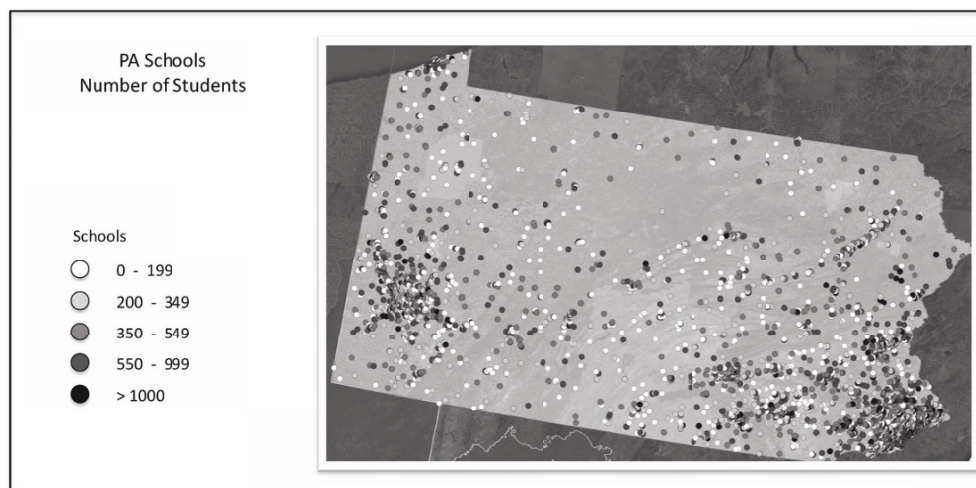 PA Schools
Number of Students
Schools
0 - 199
200 - 349
350 - 549
550 - 999
> 1000